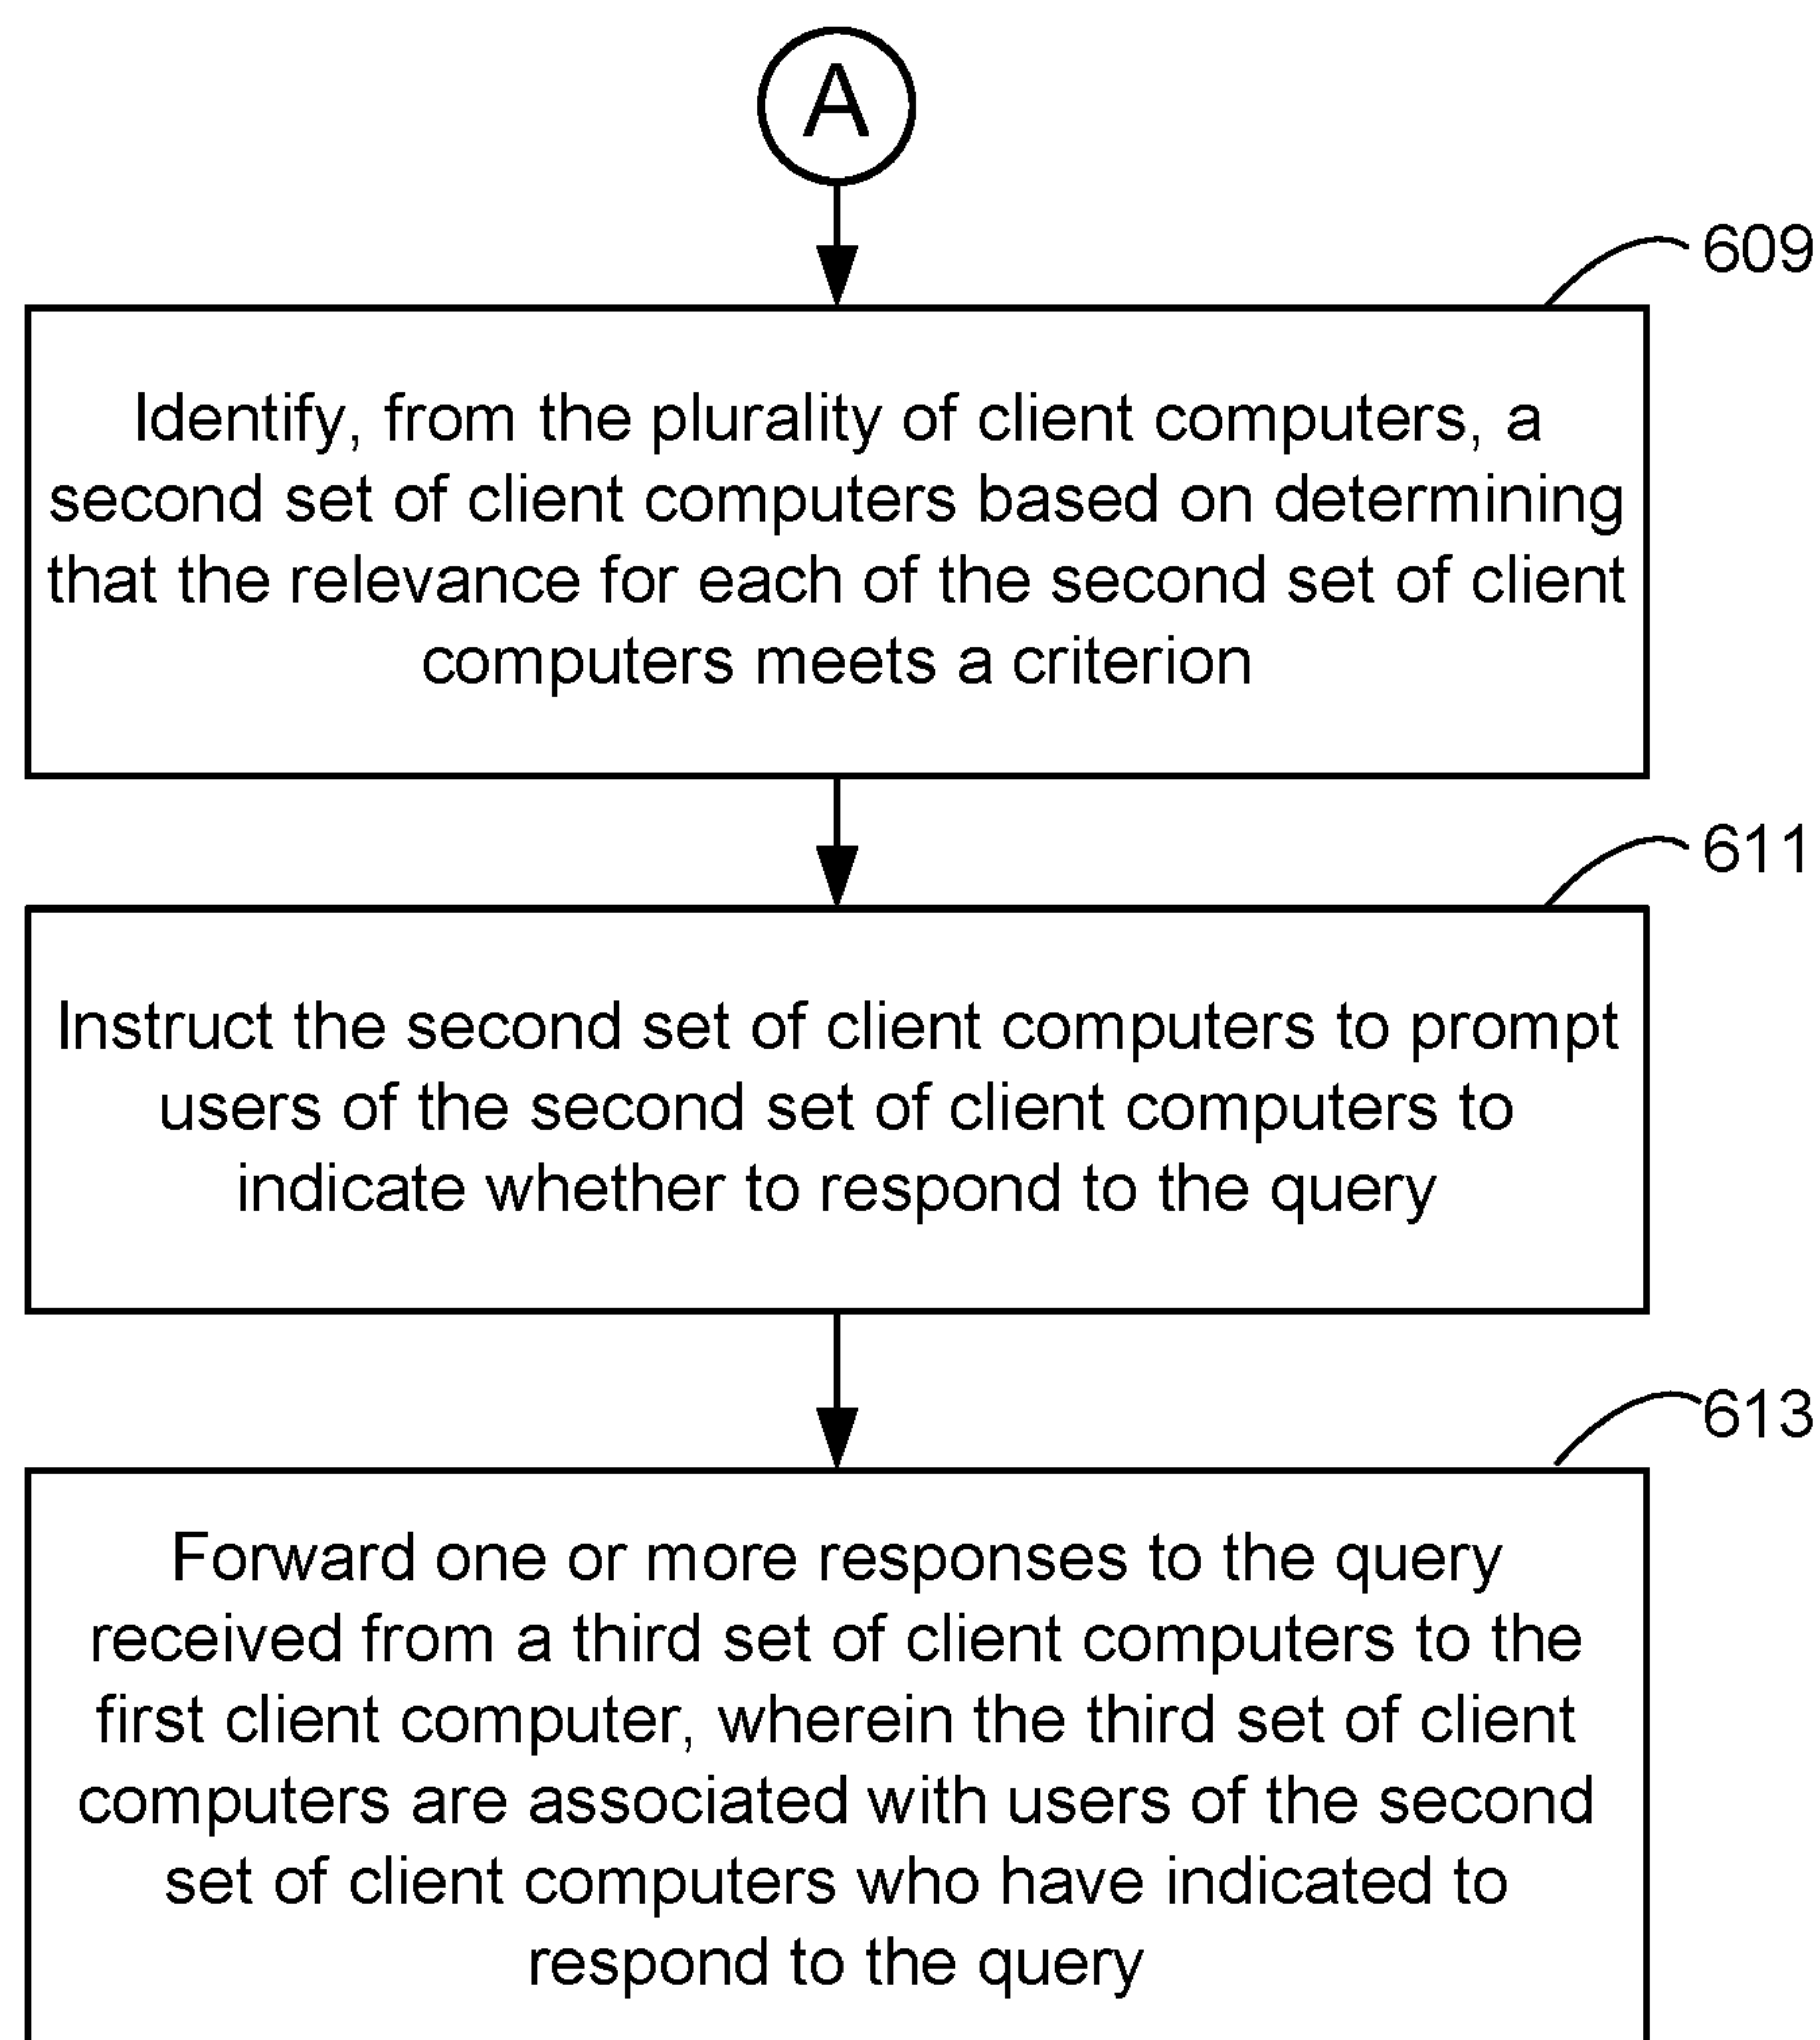 A
609
Identify, from the plurality of client computers, a
second set of client computers based on determining
that the relevance for each of the second set of client
computers meets a criterion
611
Instruct the second set of client computers to prompt
users of the second set of client computers to
indicate whether to respond to the query
613
Forward one or more responses to the query
received from a third set of client computers to the
first client computer, wherein the third set of client
computers are associated with users of the second
set of client computers who have indicated to
respond to the query